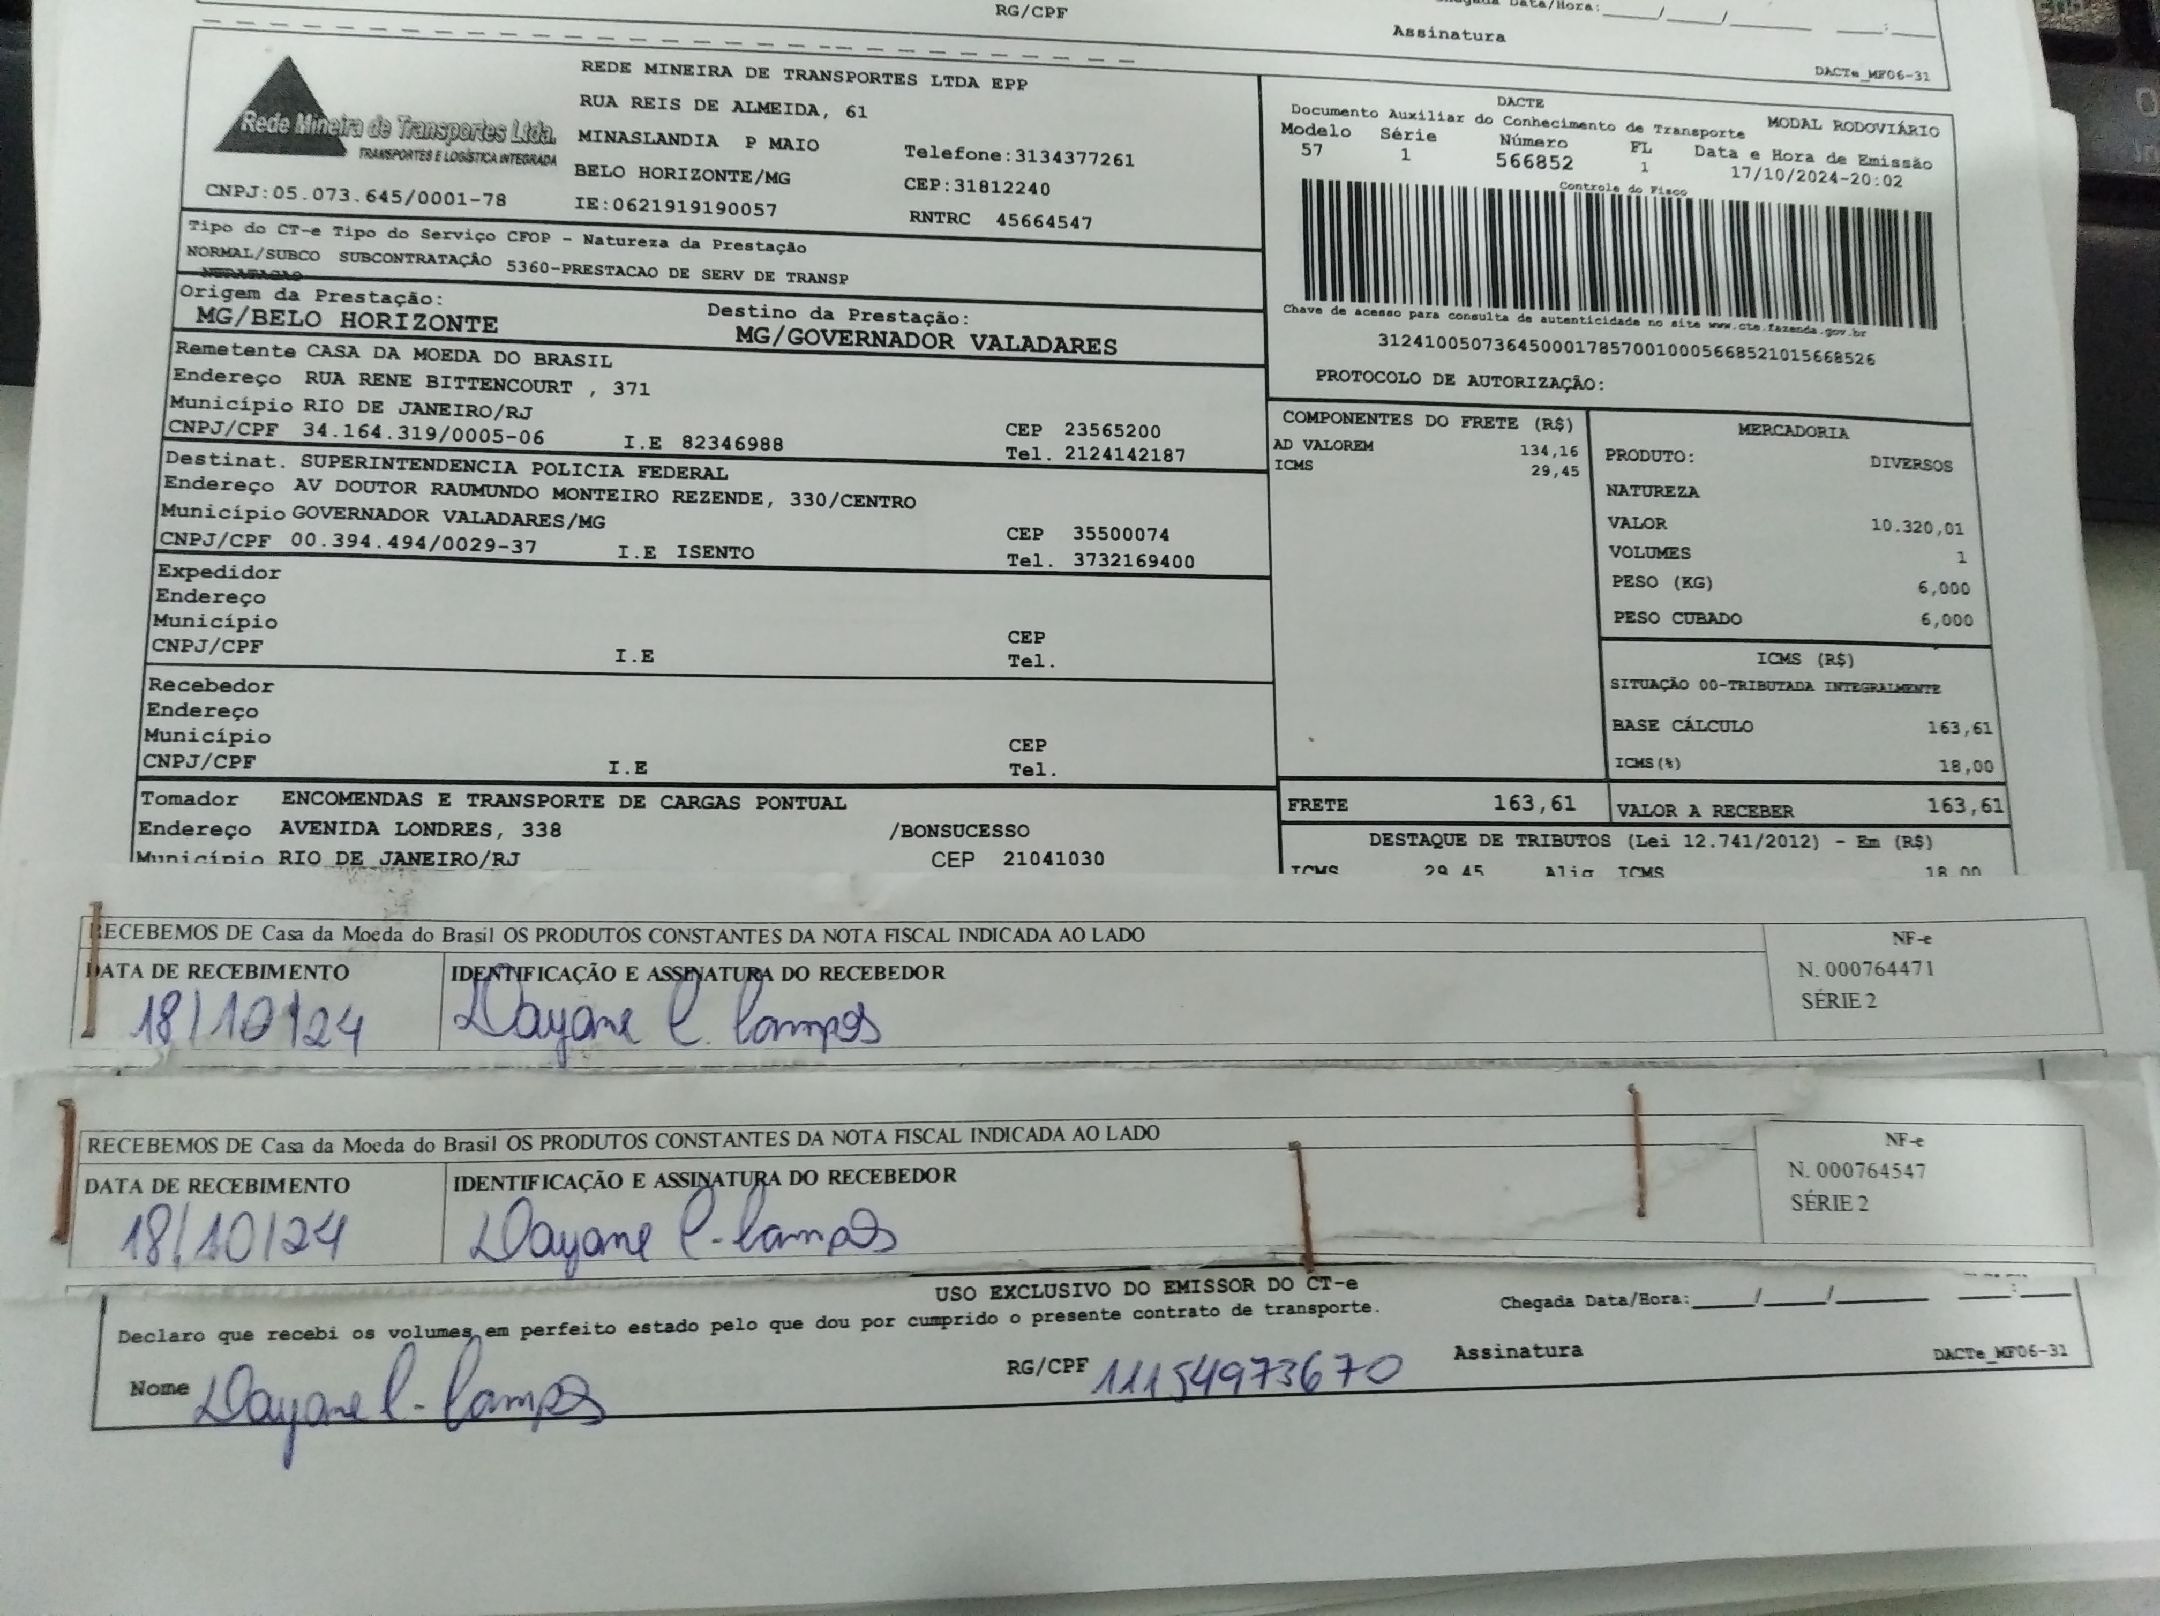 RG/CPF
Chegada Data/Hora:____/____/______ ____:____
Assinatura
DACTe_MF06-31
Rede Mineira de Transportes Ltda.
TRANSPORTES E LOGÍSTICA INTEGRADA
CNPJ:05.073.645/0001-78
REDE MINEIRA DE TRANSPORTES LTDA EPP
RUA REIS DE ALMEIDA, 61
MINASLANDIA P MAIO
Telefone:3134377261
BELO HORIZONTE/MG
CEP:31812240
IE:0621919190057
RNTRC 45664547
DACTE
Documento Auxiliar do Conhecimento de Transporte
MODAL RODOVIÁRIO
Modelo Série Número FL Data e Hora de Emissão
57 1 566852 1 17/10/2024-20:02
Controle do Fisco
Chave de acesso para consulta de autenticidade no site www.cte.fazenda.gov.br
31241005073645000178570010005668521015668526
PROTOCOLO DE AUTORIZAÇÃO:
Tipo do CT-e Tipo do Serviço CFOP - Natureza da Prestação
NORMAL/SUBCO SUBCONTRATAÇÃO 5360-PRESTACAO DE SERV DE TRANSP
Origem da Prestação:
MG/BELO HORIZONTE
Destino da Prestação:
MG/GOVERNADOR VALADARES
Remetente CASA DA MOEDA DO BRASIL
Endereço RUA RENE BITTENCOURT , 371
Município RIO DE JANEIRO/RJ
CEP 23565200
CNPJ/CPF 34.164.319/0005-06 I.E 82346988
Tel. 2124142187
Destinat. SUPERINTENDENCIA POLICIA FEDERAL
Endereço AV DOUTOR RAUMUNDO MONTEIRO REZENDE, 330/CENTRO
Município GOVERNADOR VALADARES/MG
CEP 35500074
CNPJ/CPF 00.394.494/0029-37 I.E ISENTO
Tel. 3732169400
Expedidor
Endereço
Município
CEP
CNPJ/CPF I.E Tel.
Recebedor
Endereço
Município
CEP
CNPJ/CPF I.E Tel.
Tomador ENCOMENDAS E TRANSPORTE DE CARGAS PONTUAL
Endereço AVENIDA LONDRES, 338 /BONSUCESSO
Município RIO DE JANEIRO/RJ CEP 21041030
COMPONENTES DO FRETE (R$)
AD VALOREM 134,16
ICMS 29,45
MERCADORIA
PRODUTO: DIVERSOS
NATUREZA
VALOR 10.320,01
VOLUMES 1
PESO (KG) 6,000
PESO CUBADO 6,000
ICMS (R$)
SITUAÇÃO 00-TRIBUTADA INTEGRALMENTE
BASE CÁLCULO 163,61
ICMS(%) 18,00
FRETE 163,61
VALOR A RECEBER 163,61
DESTAQUE DE TRIBUTOS (Lei 12.741/2012) - Em (R$)
ICMS 29,45 Aliq ICMS 18,00
RECEBEMOS DE Casa da Moeda do Brasil OS PRODUTOS CONSTANTES DA NOTA FISCAL INDICADA AO LADO
DATA DE RECEBIMENTO
18/10/24
IDENTIFICAÇÃO E ASSINATURA DO RECEBEDOR
Dayane C. Campos
NF-e
N. 000764471
SÉRIE 2
RECEBEMOS DE Casa da Moeda do Brasil OS PRODUTOS CONSTANTES DA NOTA FISCAL INDICADA AO LADO
DATA DE RECEBIMENTO
18/10/24
IDENTIFICAÇÃO E ASSINATURA DO RECEBEDOR
Dayane C. Campos
NF-e
N. 000764547
SÉRIE 2
USO EXCLUSIVO DO EMISSOR DO CT-e
Declaro que recebi os volumes em perfeito estado pelo que dou por cumprido o presente contrato de transporte.
Chegada Data/Hora:____/____/______ ____:____
Nome Dayane C. Campos
RG/CPF 11154973670
Assinatura
DACTe_MF06-31